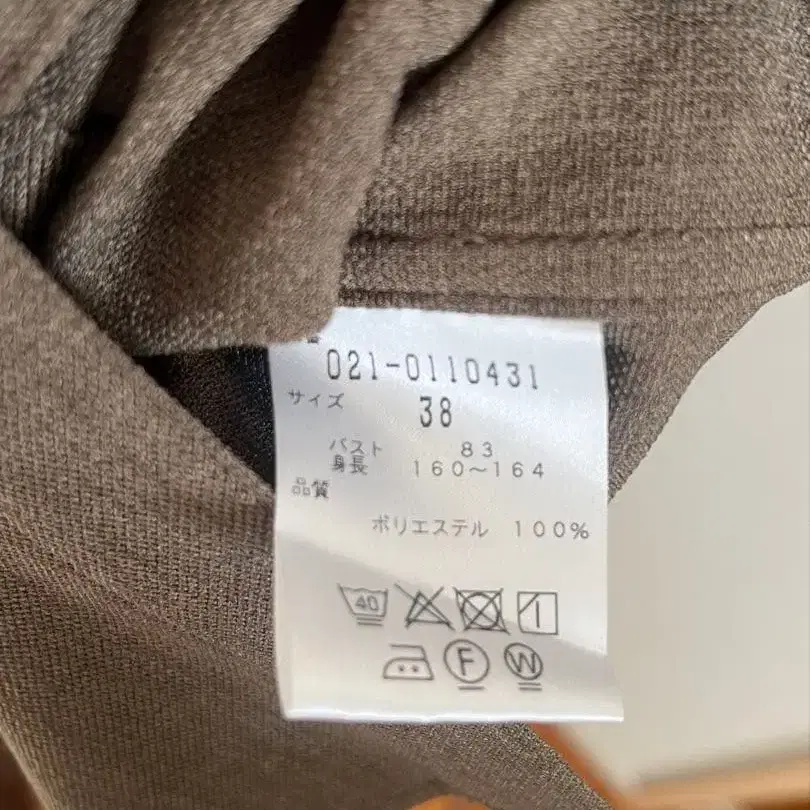 021-0110431
サイズ 38
バスト 83
身長 160～164
品質
ポリエステル 100%
40
F W